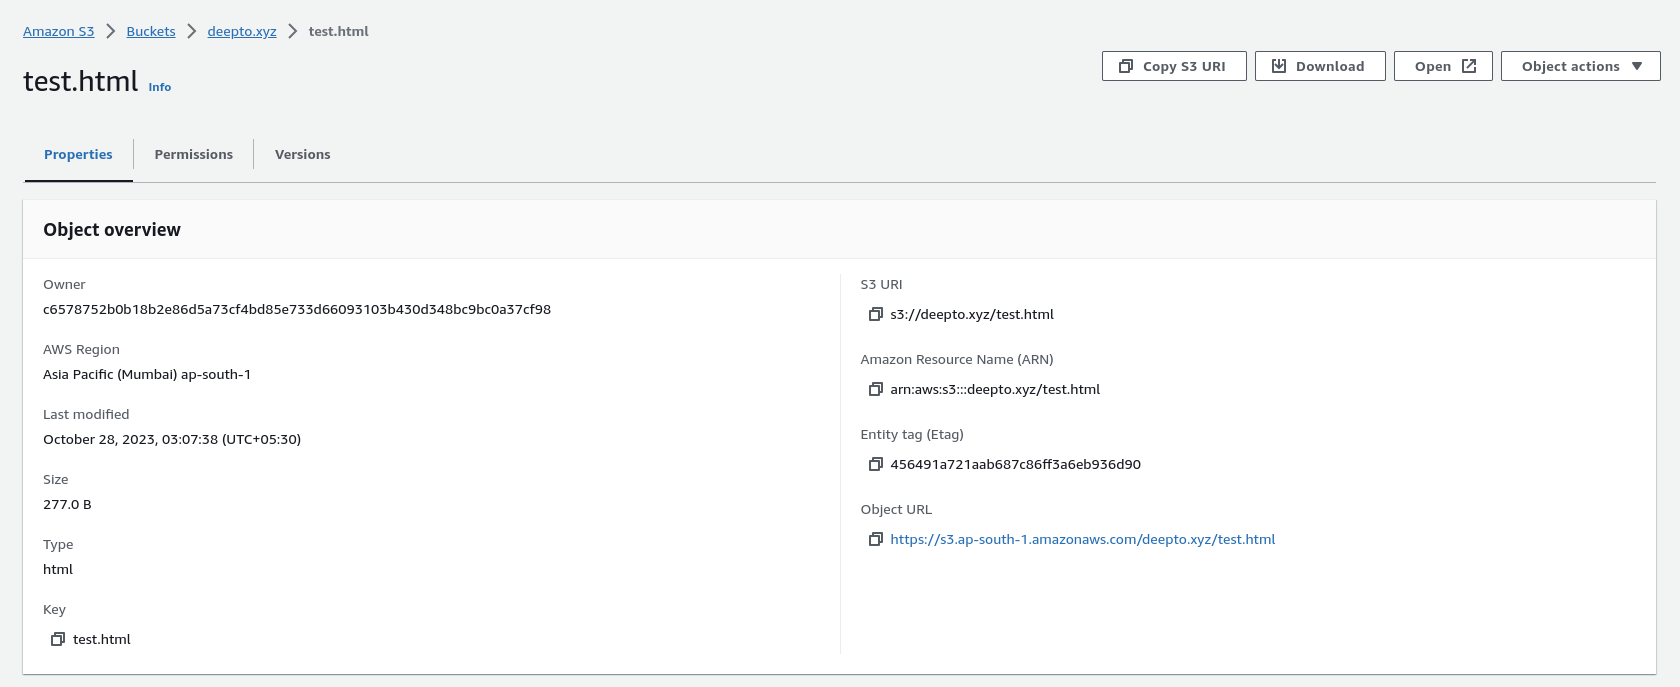 Amazon S3 Buckets deepto.xyz test.html
test.html Info
Copy S3 URI Download Open Object actions
Properties Permissions Versions
Object overview
Owner
c6578752b0b18b2e86d5a73cf4bd85e733d66093103b430d348bc9bc0a37cf98
AWS Region
Asia Pacific (Mumbai) ap-south-1
Last modified
October 28, 2023, 03:07:38 (UTC+05:30)
Size
277.0 B
Type
html
Key
test.html
S3 URI
s3://deepto.xyz/test.html
Amazon Resource Name (ARN)
arn:aws:s3:::deepto.xyz/test.html
Entity tag (Etag)
456491a721aab687c86ff3a6eb936d90
Object URL
https://s3.ap-south-1.amazonaws.com/deepto.xyz/test.html